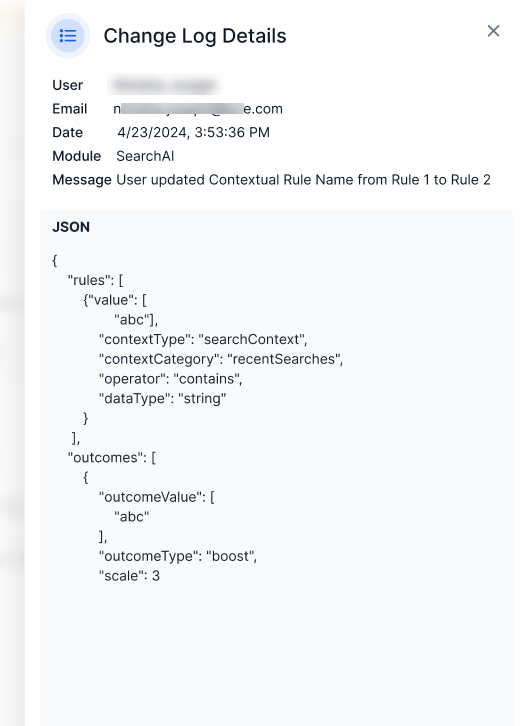 Change Log Details
User
Email n e.com
Date 4/23/2024, 3:53:36 PM
Module SearchAI
Message User updated Contextual Rule Name from Rule 1 to Rule 2
JSON
{
"rules": [
{"value": [
"abc"],
"contextType": "searchContext",
"contextCategory": "recentSearches",
"operator": "contains",
"dataType": "string"
}
],
"outcomes": [
{
"outcomeValue": [
"abc"
],
"outcomeType": "boost",
"scale": 3